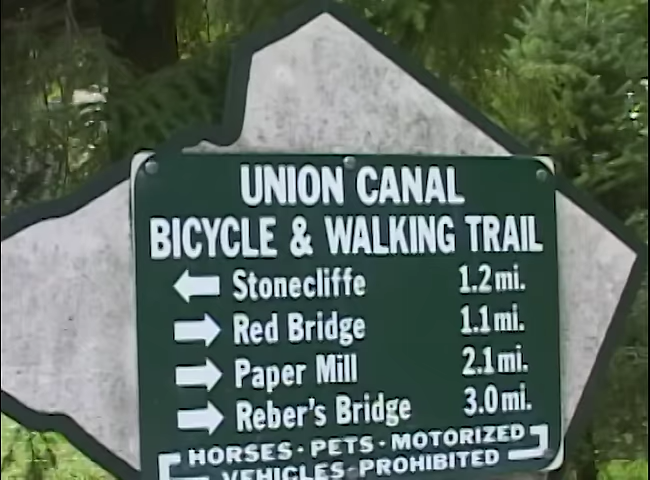 UNION CANAL
BICYCLE & WALKING TRAIL
← Stonecliffe 1.2 mi.
→ Red Bridge 1.1 mi.
→ Paper Mill 2.1 mi.
→ Reber's Bridge 3.0 mi.
HORSES - PETS - MOTORIZED
VEHICLES - PROHIBITED